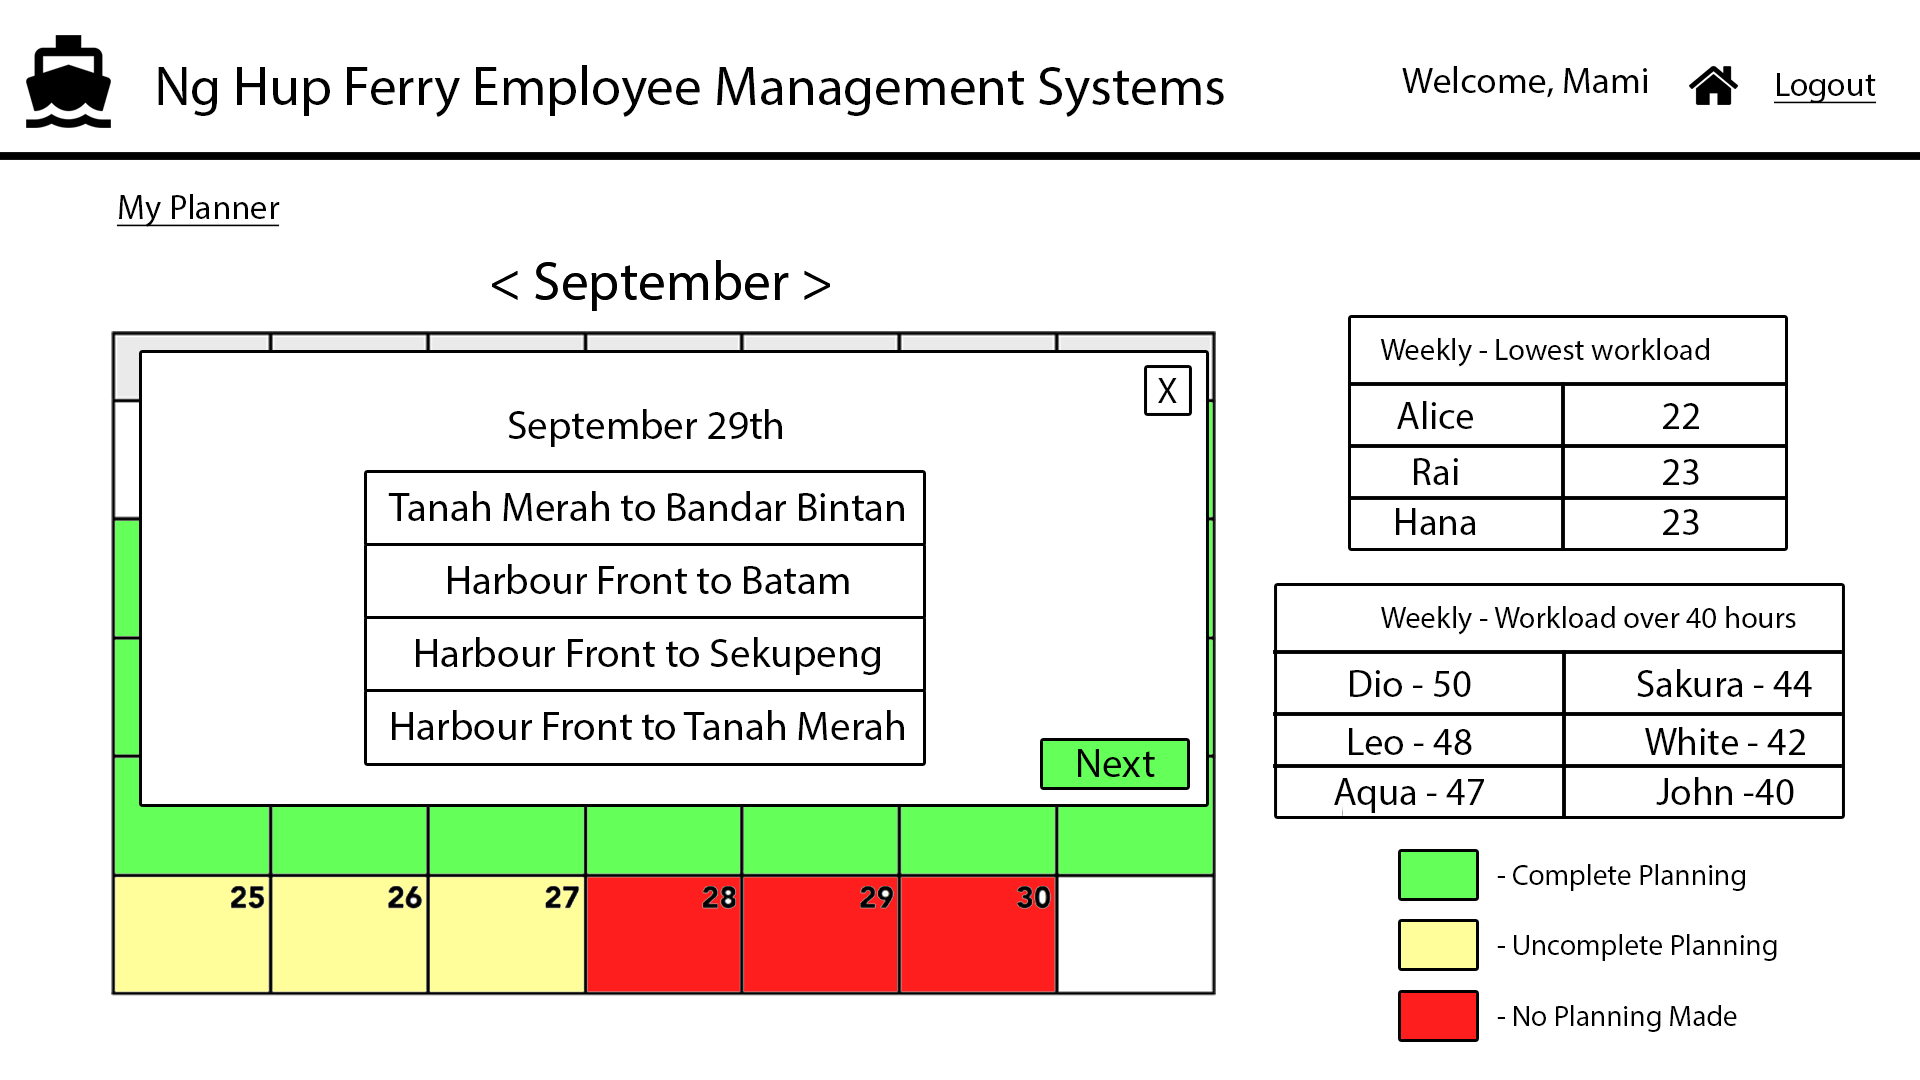 Ng Hup Ferry Employee Management Systems
Welcome, Mami
Logout
My Planner
< September >
X
September 29th
Tanah Merah to Bandar Bintan
Harbour Front to Batam
Harbour Front to Sekupeng
Harbour Front to Tanah Merah
Next
25 26 27 28 29 30
Weekly - Lowest workload
Alice 22
Rai 23
Hana 23
Weekly - Workload over 40 hours
Dio - 50 Sakura - 44
Leo - 48 White - 42
Aqua - 47 John -40
- Complete Planning
- Uncomplete Planning
- No Planning Made